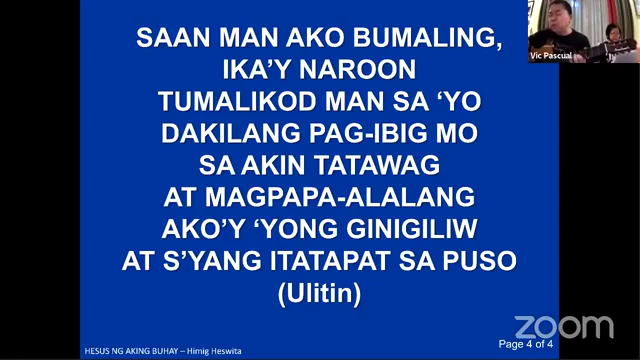 SAAN MAN AKO BUMALING,
IKA'Y NAROON
TUMALIKOD MAN SA 'YO
DAKILANG PAG-IBIG MO
SA AKIN TATAWAG
AT MAGPAPA-ALALANG
AKO'Y 'YONG GINIGILIW
AT S'YANG ITATAPAT SA PUSO
(Ulitin)
HESUS NG AKING BUHAY – Himig Heswita
Page 4 of 4
Vic Pascual
zoom